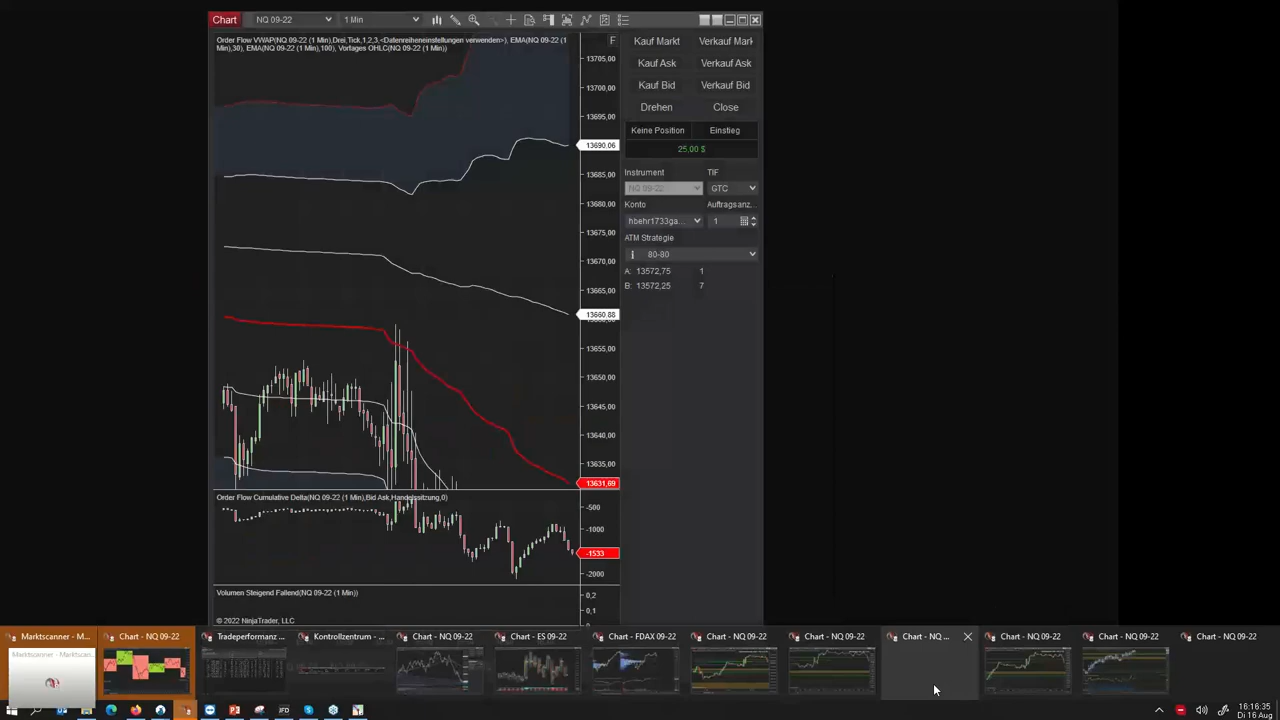 Chart NQ 09-22 1 Min
Order Flow VWAP(NQ 09-22 (1 Min),Drei,Tick,1,2,3,<Datenreiheneinstellungen verwenden>), EMA(NQ 09-22 (1
Min),30), EMA(NQ 09-22 (1 Min),100), Vortages OHLC(NQ 09-22 (1 Min))
F
13705,00
13700,00
13695,00
13690,06
13685,00
13680,00
13675,00
13670,00
13665,00
13660,88
13655,00
13650,00
13645,00
13640,00
13635,00
13631,69
Order Flow Cumulative Delta(NQ 09-22 (1 Min),Bid Ask,Handelssitzung,0)
-500
-1000
-1533
-2000
Volumen Steigend Fallend(NQ 09-22 (1 Min))
0,2
0,1
© 2022 NinjaTrader, LLC
Kauf Markt Verkauf Mark
Kauf Ask Verkauf Ask
Kauf Bid Verkauf Bid
Drehen Close
Keine Position Einstieg
25,00 $
Instrument TIF
NQ 09-22 GTC
Konto Auftragsanz...
hbehr1733ga... 1
ATM Strategie
80-80
A: 13572,75 1
B: 13572,25 7
Marktscanner - M... Chart - NQ 09-22 Tradeperformanz ... Kontrollzentrum - ... Chart - NQ 09-22 Chart - ES 09-22 Chart - FDAX 09-22 Chart - NQ 09-22 Chart - NQ 09-22 Chart - NQ ... Chart - NQ 09-22 Chart - NQ 09-22 Chart - NQ 09-22
16:16:35
Di 16 Aug